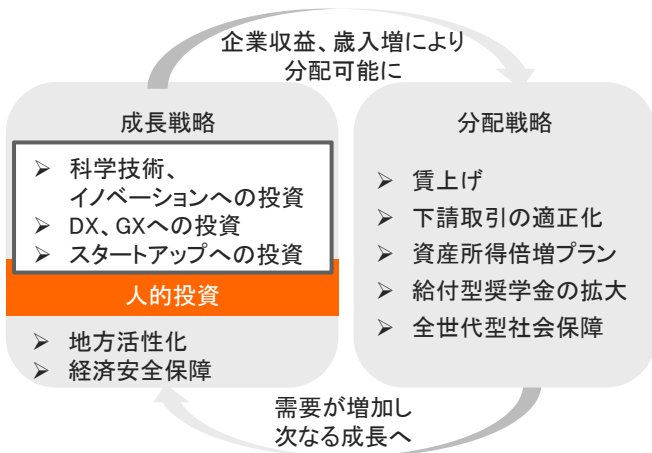 企業収益、歳入増により
分配可能に
成長戦略
➢ 科学技術、
イノベーションへの投資
➢ DX、GXへの投資
➢ スタートアップへの投資
人的投資
➢ 地方活性化
➢ 経済安全保障
分配戦略
➢ 賃上げ
➢ 下請取引の適正化
➢ 資産所得倍増プラン
➢ 給付型奨学金の拡大
➢ 全世代型社会保障
需要が増加し
次なる成長へ